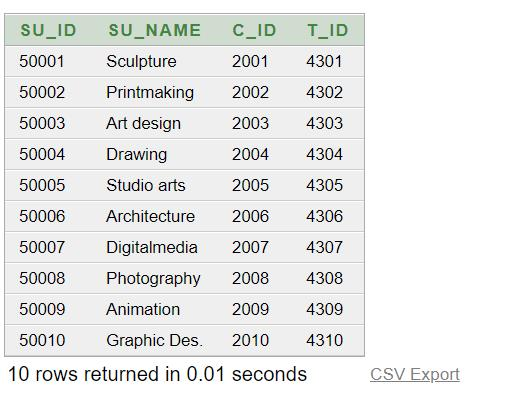 SU_ID SU_NAME C_ID T_ID
50001 Sculpture 2001 4301
50002 Printmaking 2002 4302
50003 Art design 2003 4303
50004 Drawing 2004 4304
50005 Studio arts 2005 4305
50006 Architecture 2006 4306
50007 Digitalmedia 2007 4307
50008 Photography 2008 4308
50009 Animation 2009 4309
50010 Graphic Des. 2010 4310
10 rows returned in 0.01 seconds CSV Export